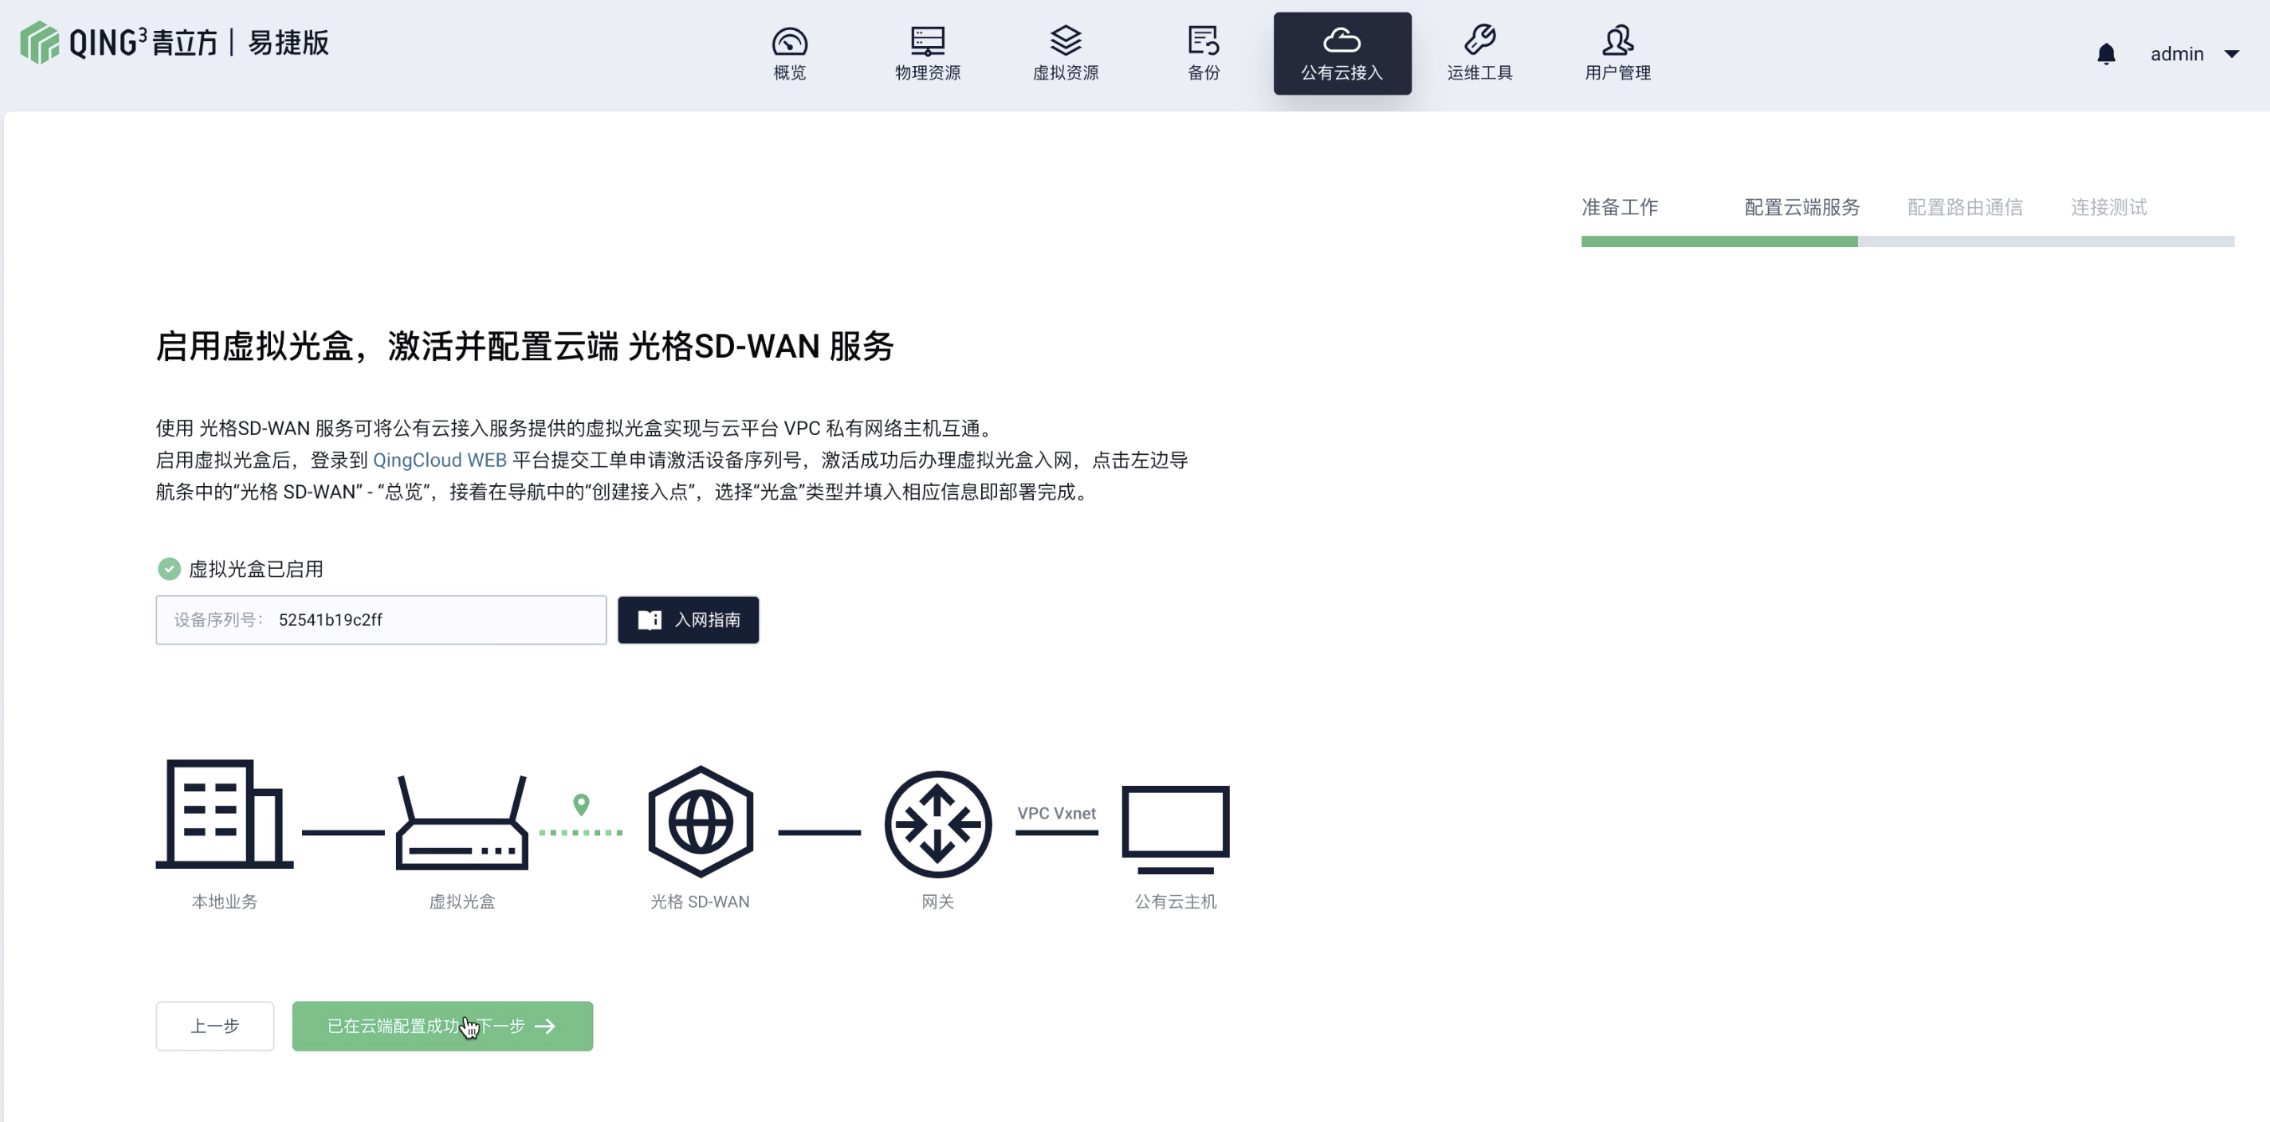 QING³青立方 | 易捷版
概览
物理资源
虚拟资源
备份
公有云接入
运维工具
用户管理
admin
准备工作
配置云端服务
配置路由通信
连接测试
启用虚拟光盒，激活并配置云端 光格SD-WAN 服务
使用 光格SD-WAN 服务可将公有云接入服务提供的虚拟光盒实现与云平台 VPC 私有网络主机互通。
启用虚拟光盒后，登录到 QingCloud WEB 平台提交工单申请激活设备序列号，激活成功后办理虚拟光盒入网，点击左边导
航条中的“光格 SD-WAN” - “总览”，接着在导航中的“创建接入点”，选择“光盒”类型并填入相应信息即部署完成。
虚拟光盒已启用
设备序列号： 52541b19c2ff
入网指南
VPC Vxnet
本地业务
虚拟光盒
光格 SD-WAN
网关
公有云主机
上一步
已在云端配置成功 下一步 →